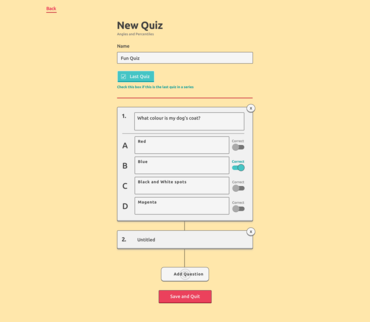 Back
New Quiz
Angles and Perimeters
Name
Fun Quiz
Last Quiz
Check this box if this is the last quiz in a series
x
1.
What colour is my dog's coat?
A
Red
Correct
B
Blue
Correct
C
Black and White spots
Correct
D
Magenta
Correct
x
2.
Untitled
Add Question
Save and Quit